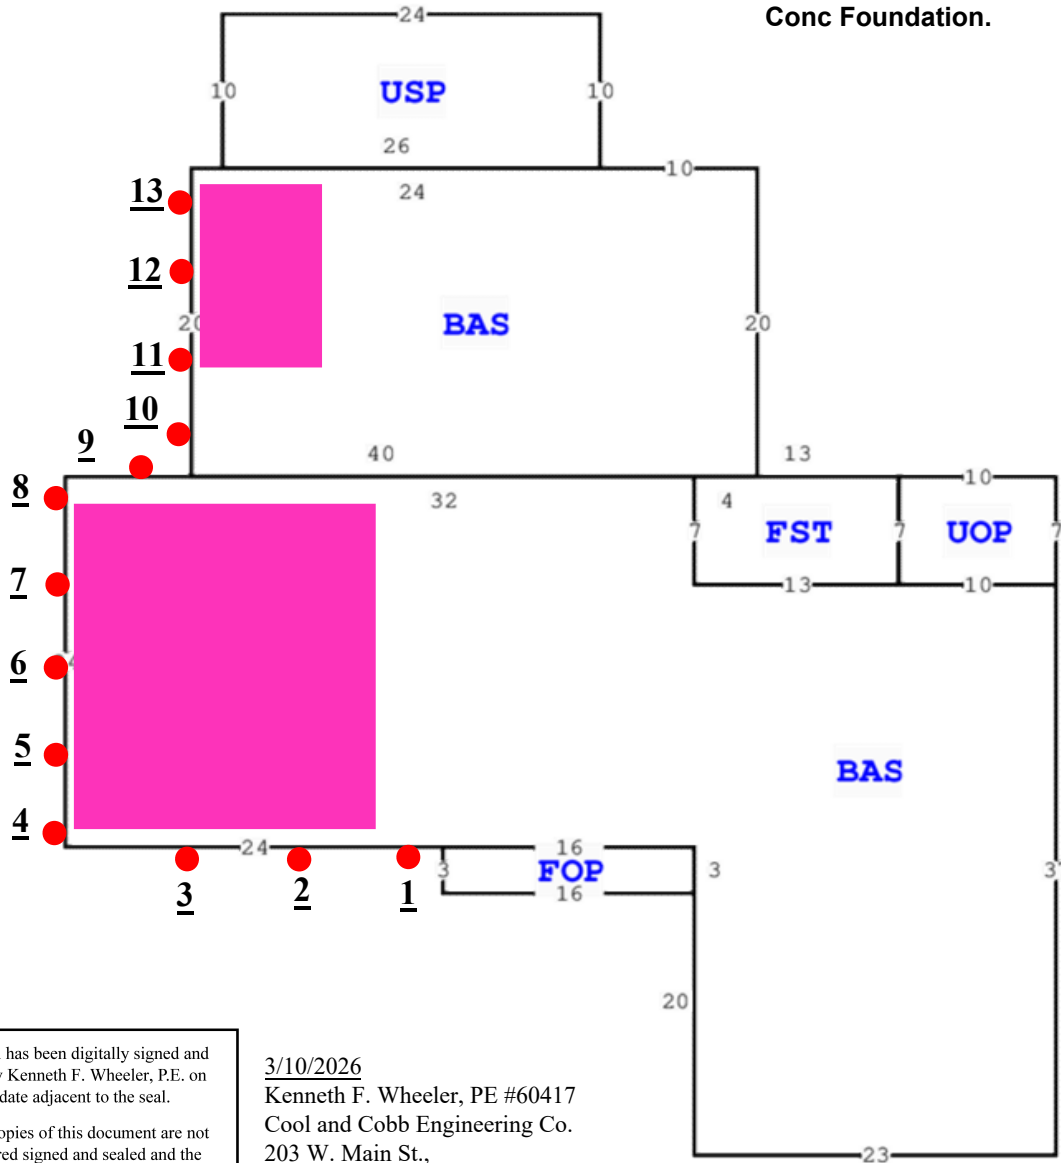 Conc Foundation.
24
10
USP
10
26
10
13
24
12
20
BAS
20
11
10
9
40
13
8
32
4
10
7
FST
7
UOP
7
13
10
6
5
BAS
4
24
16
3
FOP
3
16
3
2
1
20
has been digitally signed and
Kenneth F. Wheeler, P.E. on
date adjacent to the seal.
opies of this document are not
red signed and sealed and the
3/10/2026
Kenneth F. Wheeler, PE #60417
Cool and Cobb Engineering Co.
203 W. Main St.,
23